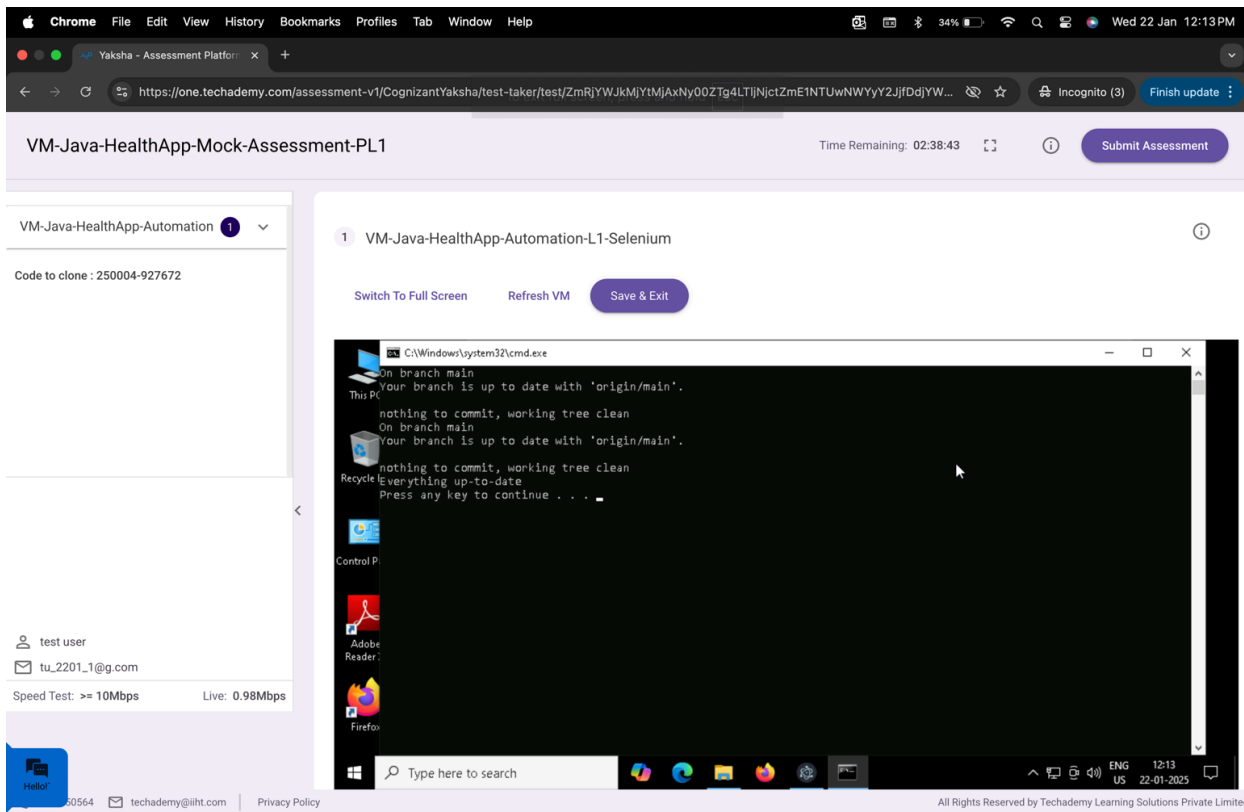 Chrome File Edit View History Bookmarks Profiles Tab Window Help 34% Wed 22 Jan 12:13 PM
Yaksha - Assessment Platform
https://one.techademy.com/assessment-v1/CognizantYaksha/test-taker/test/ Incognito (3) Finish update
VM-Java-HealthApp-Mock-Assessment-PL1
Time Remaining: 02:38:43
Submit Assessment
VM-Java-HealthApp-Automation 1
Code to clone : 250004-927672
test user
tu_2201_1@g.com
Speed Test: >= 10Mbps Live: 0.98Mbps
1 VM-Java-HealthApp-Automation-L1-Selenium
Switch To Full Screen Refresh VM Save & Exit
C:\Windows\system32\cmd.exe
On branch main
Your branch is up to date with 'origin/main'.
nothing to commit, working tree clean
On branch main
Your branch is up to date with 'origin/main'.
nothing to commit, working tree clean
Everything up-to-date
Press any key to continue . . .
This PC
Recycle
Control P
Adobe
Reader
Firefox
Type here to search
ENG
US
12:13
22-01-2025
Hello!
50564 techademy@iiht.com Privacy Policy
All Rights Reserved by Techademy Learning Solutions Private Limite